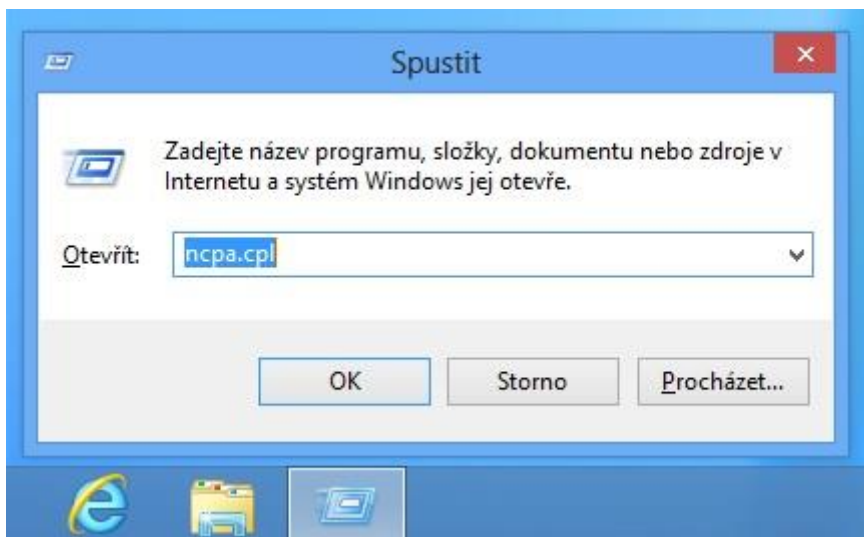 Spustit
Zadejte název programu, složky, dokumentu nebo zdroje v
Internetu a systém Windows jej otevře.
Otevřít:
ncpa.cpl
OK
Storno
Procházet...